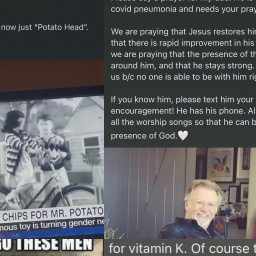 now just "Potato Head".
CHIPS FOR MR. POTATO
mous toy is turning gender ne
THESE MEN
covid pneumonia and needs your pray
We are praying that Jesus restores him
that there is rapid improvement in his
we are praying that the presence of th
around him, and that he stays strong.
us b/c no one is able to be with him rig
If you know him, please text him your
encouragement! He has his phone. Al
all the worship songs so that he can b
presence of God.🤍
for vitamin K. Of course t